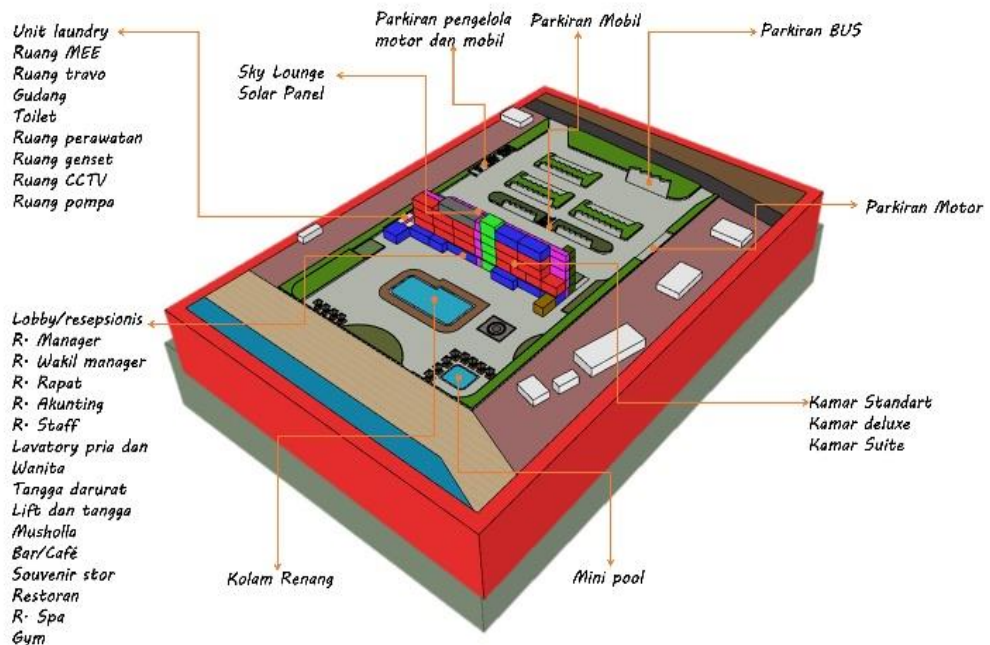 Unit laundry
Ruang MEE
Ruang travo
Gudang
Toilet
Ruang perawatan
Ruang genset
Ruang CCTV
Ruang pompa
Sky Lounge
Solar Panel
Parkiran pengelola
motor dan mobil
Parkiran Mobil
Parkiran BUS
Parkiran Motor
Lobby/resepsionis
R. Manager
R. Wakil manager
R. Rapat
R. Akunting
R. Staff
Lavatory pria dan
Wanita
Tangga darurat
Lift dan tangga
Musholla
Bar/Café
Souvenir stor
Restoran
R. Spa
Gym
Kamar Standart
Kamar deluxe
Kamar Suite
Kolam Renang
Mini pool